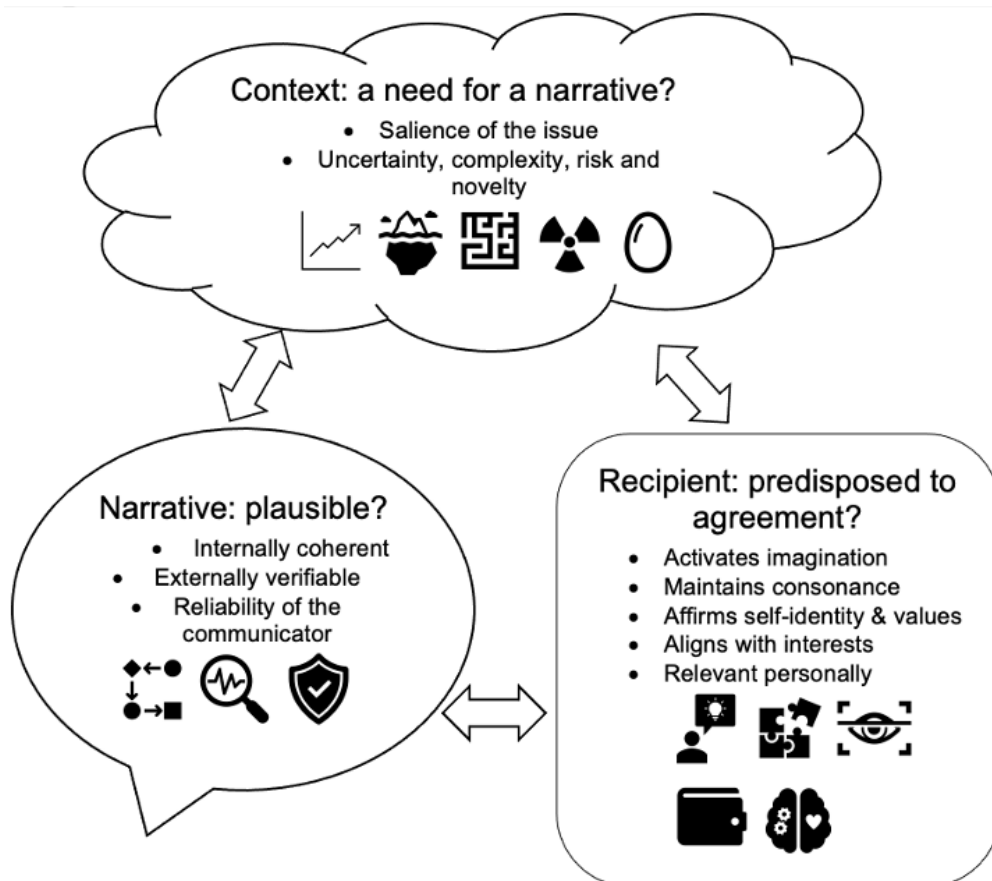 Context: a need for a narrative?
• Salience of the issue
• Uncertainty, complexity, risk and
novelty
Narrative: plausible?
• Internally coherent
• Externally verifiable
• Reliability of the
communicator
Recipient: predisposed to
agreement?
• Activates imagination
• Maintains consonance
• Affirms self-identity & values
• Aligns with interests
• Relevant personally